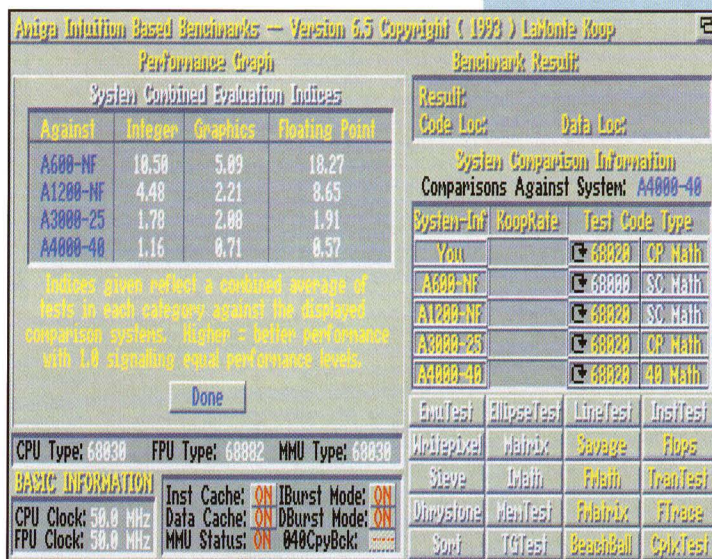 Amiga Intuition Based Benchmarks — Version 6.5 Copyright ( 1993 ) LaMonte Koop
Performance Graph
System Combined Evaluation Indices
Against Integer Graphics Floating Point
A600-NF 10.50 5.09 18.27
A1200-NF 4.48 2.21 8.65
A3000-25 1.78 2.08 1.91
A4000-40 1.16 0.71 0.57
Indices given reflect a combined average of
tests in each category against the displayed
comparison systems. Higher = better performance
with 1.0 signalling equal performance levels.
Done
CPU Type: 68030 FPU Type: 68882 MMU Type: 68030
BASIC INFORMATION
CPU Clock: 50.0 MHz
FPU Clock: 50.0 MHz
Inst Cache: ON IBurst Mode: ON
Data Cache: ON DBurst Mode: ON
MMU Status: ON 040CpyBck: -----
Benchmark Result:
Result:
Code Loc: Data Loc:
System Comparison Information
Comparisons Against System: A4000-40
System-Inf KoopRate Test Code Type
You 68020 CP Math
A600-NF 68000 SC Math
A1200-NF 68020 SC Math
A3000-25 68020 CP Math
A4000-40 68020 40 Math
EmuTest EllipseTest LineTest InstTest
Writepixel Matrix Savage Flops
Sieve IMath FMath TranTest
Dhrystone MemTest FMatrix FTrace
Sort TGTest BeachBall CplxTest